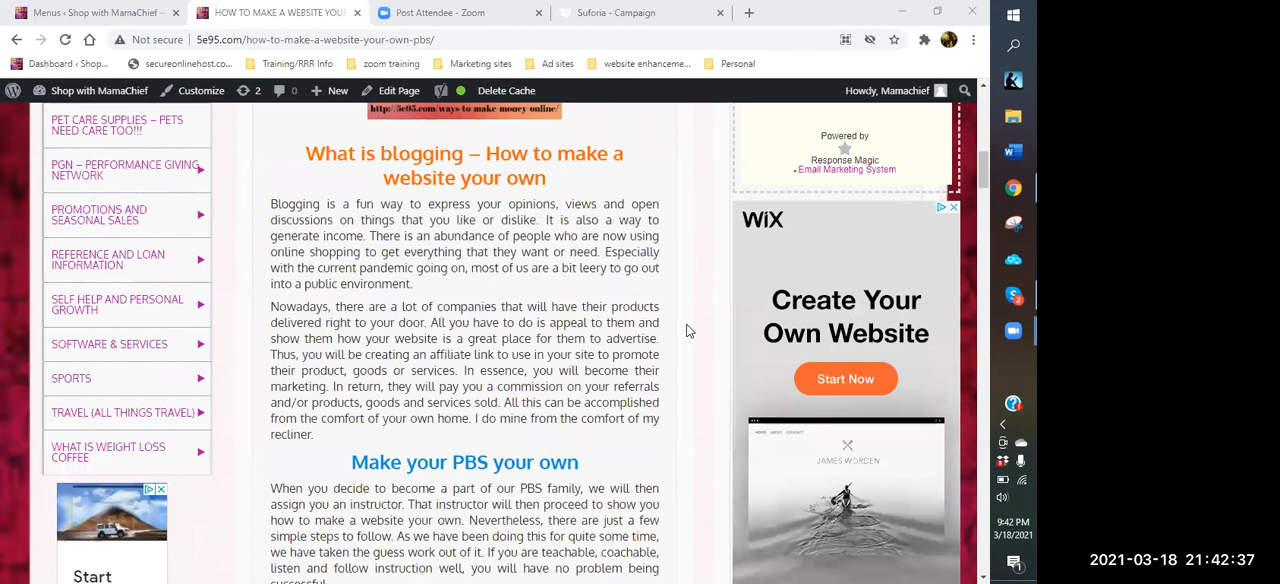 Menus ‹ Shop with MamaChief –
HOW TO MAKE A WEBSITE YOUR
Post Attendee - Zoom
Suforia - Campaign
Not secure
5e95.com/how-to-make-a-website-your-own-pbs/
Dashboard ‹ Shop...
secureonlinehost.co...
Training/RRR Info
zoom training
Marketing sites
Ad sites
website enhanceme...
Personal
Shop with MamaChief
Customize
2
0
New
Edit Page
Delete Cache
Howdy, Mamachief
PET CARE SUPPLIES – PETS
NEED CARE TOO!!!
PGN – PERFORMANCE GIVING
NETWORK
PROMOTIONS AND
SEASONAL SALES
REFERENCE AND LOAN
INFORMATION
SELF HELP AND PERSONAL
GROWTH
SOFTWARE & SERVICES
SPORTS
TRAVEL (ALL THINGS TRAVEL)
WHAT IS WEIGHT LOSS
COFFEE
Start
http://5e95.com/ways-to-make-money-online/
What is blogging – How to make a
website your own
Blogging is a fun way to express your opinions, views and open
discussions on things that you like or dislike. It is also a way to
generate income. There is an abundance of people who are now using
online shopping to get everything that they want or need. Especially
with the current pandemic going on, most of us are a bit leery to go out
into a public environment.
Nowadays, there are a lot of companies that will have their products
delivered right to your door. All you have to do is appeal to them and
show them how your website is a great place for them to advertise.
Thus, you will be creating an affiliate link to use in your site to promote
their product, goods or services. In essence, you will become their
marketing. In return, they will pay you a commission on your referrals
and/or products, goods and services sold. All this can be accomplished
from the comfort of your own home. I do mine from the comfort of my
recliner.
Make your PBS your own
When you decide to become a part of our PBS family, we will then
assign you an instructor. That instructor will then proceed to show you
how to make a website your own. Nevertheless, there are just a few
simple steps to follow. As we have been doing this for quite some time,
we have taken the guess work out of it. If you are teachable, coachable,
listen and follow instruction well, you will have no problem being
successful
Powered by
Response Magic
Email Marketing System
WiX
Create Your
Own Website
Start Now
HOME ABOUT CONTACT
JAMES WORDEN
9:42 PM
3/18/2021
2021-03-18 21:42:37